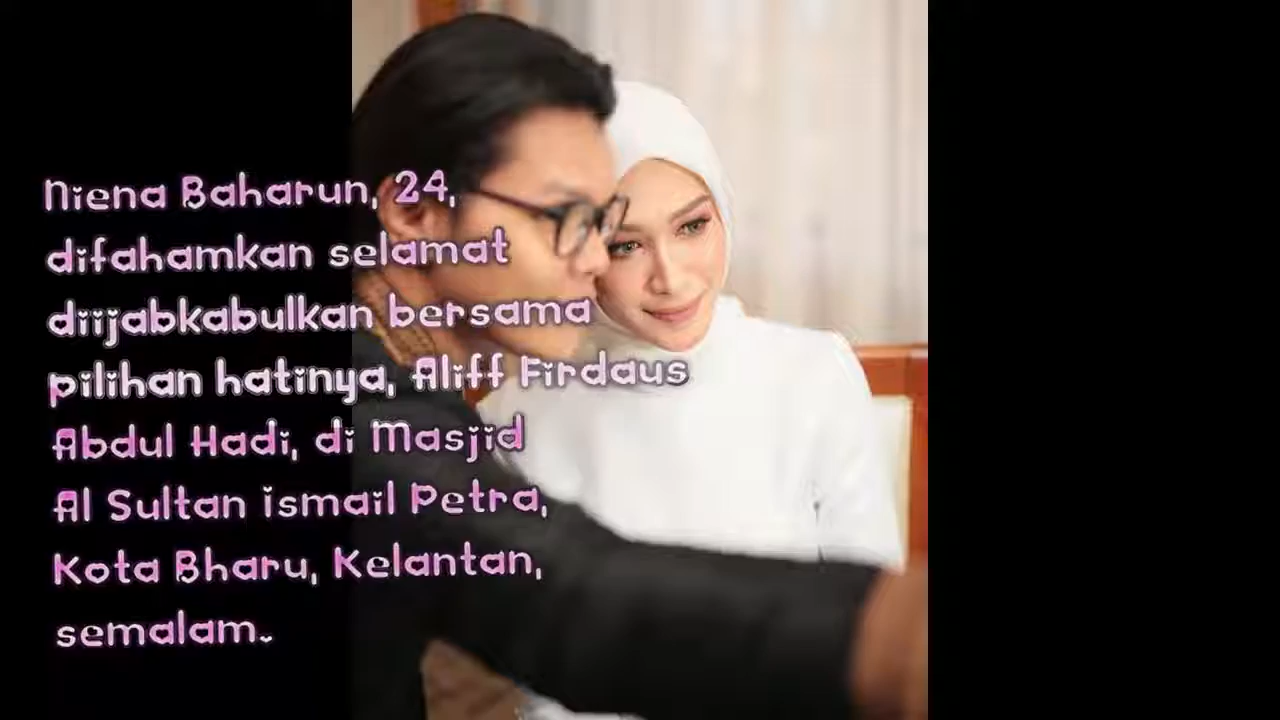 Niena Baharun, 24,
difahamkan selamat
diijabkabulkan bersama
pilihan hatinya, Aliff Firdaus
Abdul Hadi, di Masjid
Al Sultan Ismail Petra,
Kota Bharu, Kelantan,
semalam.